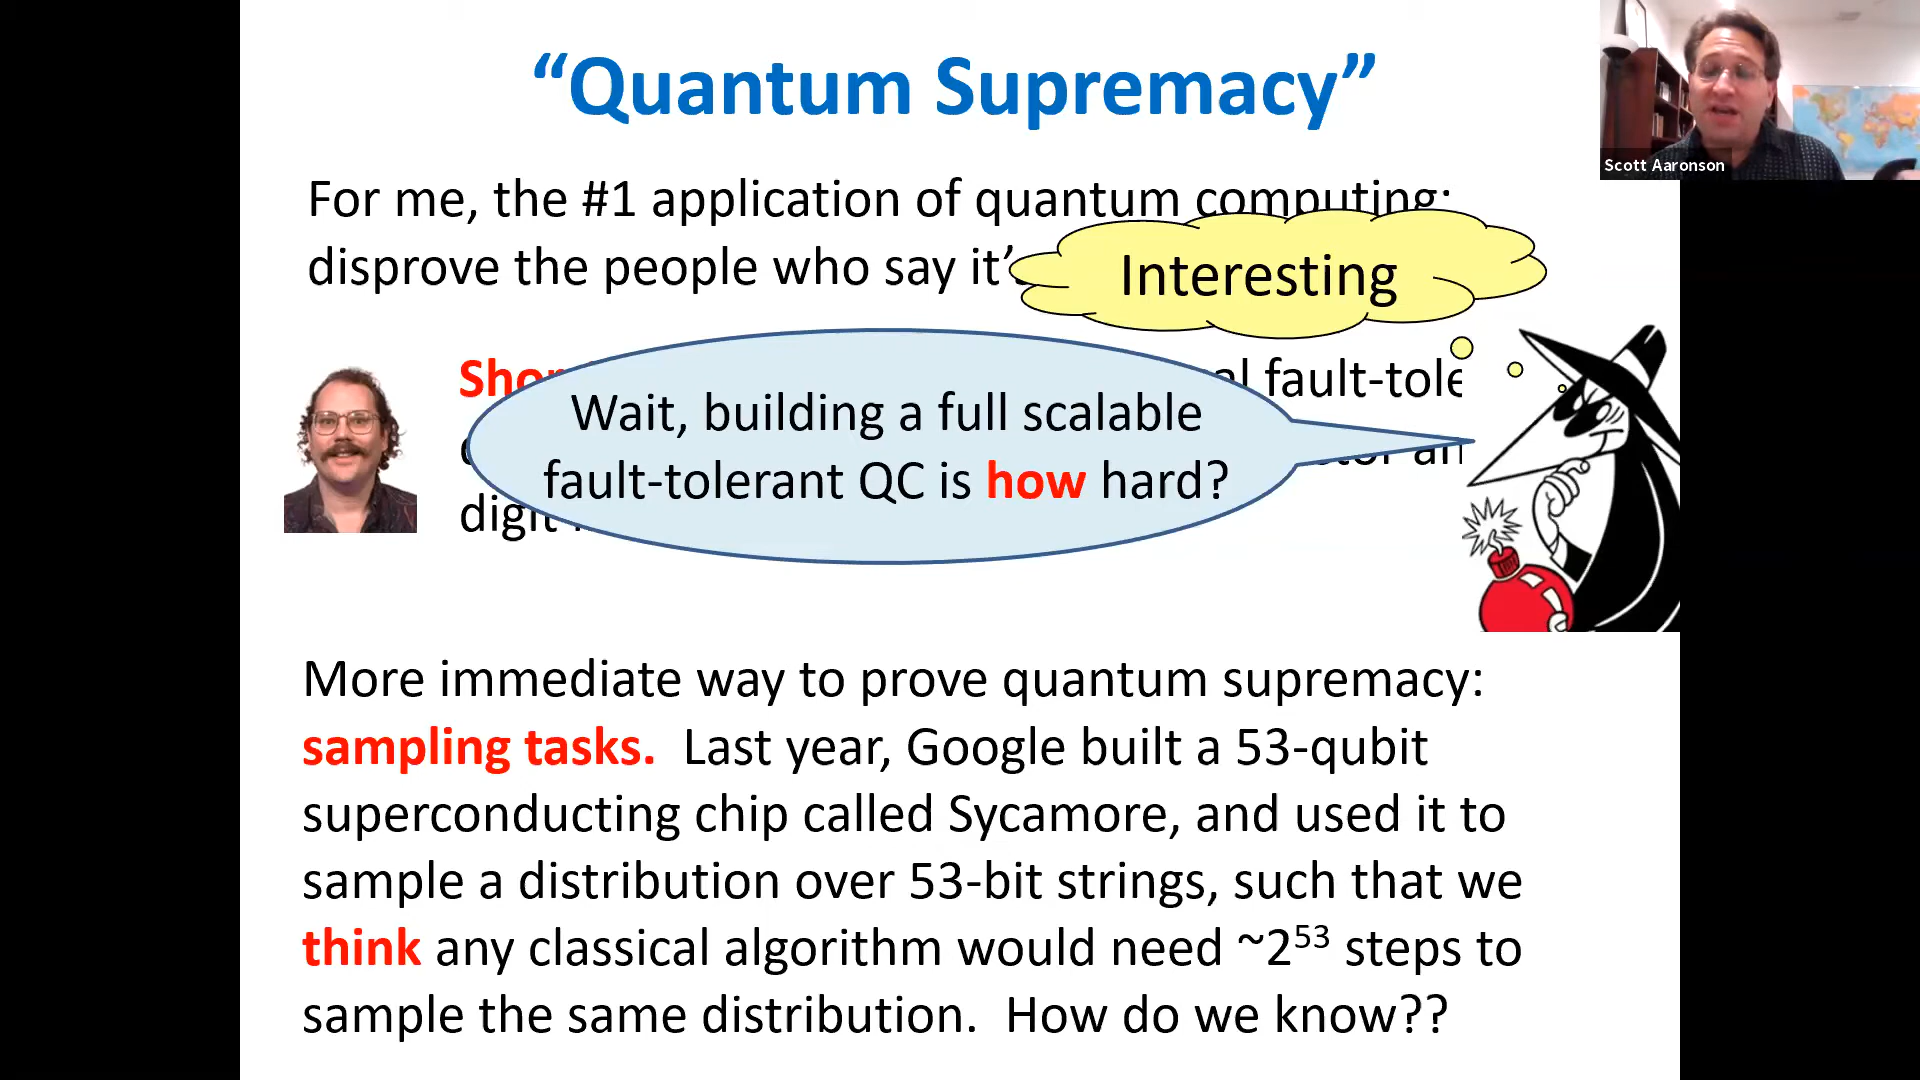 “Quantum Supremacy”
Scott Aaronson
For me, the #1 application of quantum computing:
disprove the people who say it’
Interesting
fault-tole
Wait, building a full scalable
fault-tolerant QC is how hard?
digit
More immediate way to prove quantum supremacy:
sampling tasks. Last year, Google built a 53-qubit
superconducting chip called Sycamore, and used it to
sample a distribution over 53-bit strings, such that we
think any classical algorithm would need ~2⁵³ steps to
sample the same distribution. How do we know??